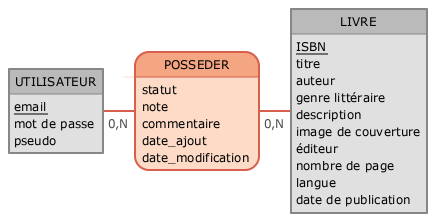 UTILISATEUR
email
mot de passe
pseudo
0,N
POSSEDER
statut
note
commentaire
date_ajout
date_modification
0,N
LIVRE
ISBN
titre
auteur
genre littéraire
description
image de couverture
éditeur
nombre de page
langue
date de publication